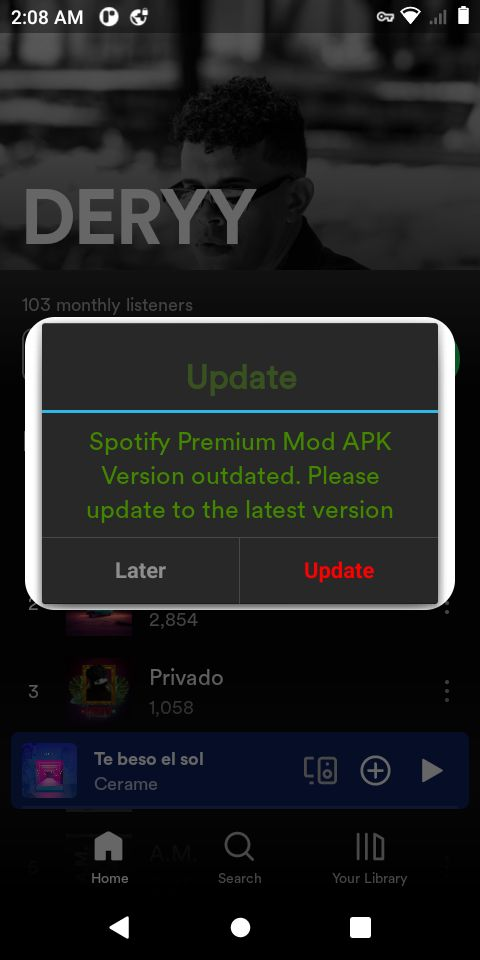 2:08 AM
DERYY
103 monthly listeners
Update
Spotify Premium Mod APK
Version outdated. Please
update to the latest version
Later
Update
2
2,854
3
Privado
1,058
Te beso el sol
Cerame
5
A.M.
Home
Search
Your Library